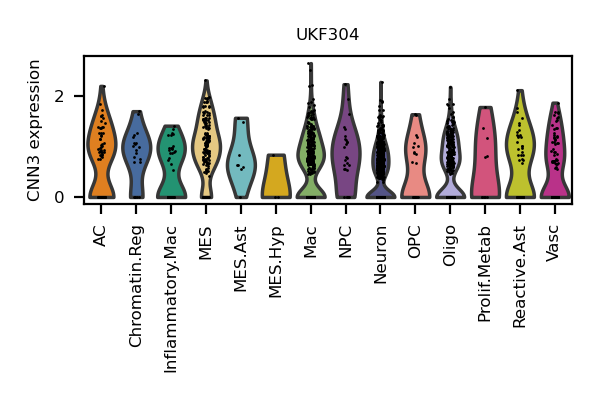 UKF304
CNN3 expression
2
0
AC
Chromatin.Reg
Inflammatory.Mac
MES
MES.Ast
MES.Hyp
Mac
NPC
Neuron
OPC
Oligo
Prolif.Metab
Reactive.Ast
Vasc